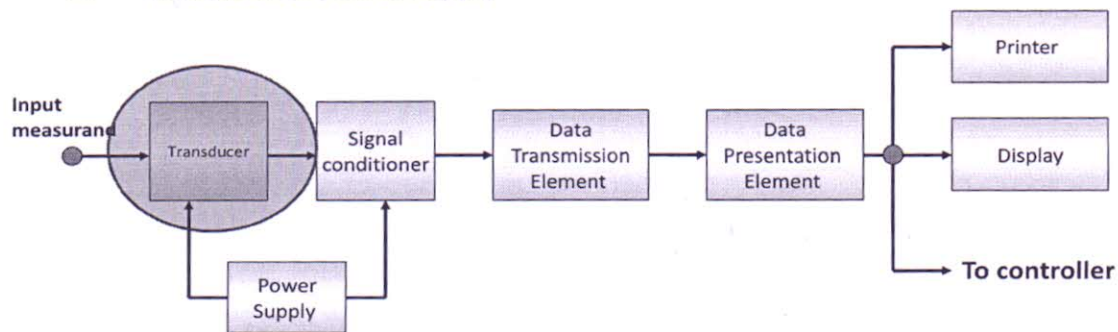 Input
measurand
Transducer
Signal
conditioner
Data
Transmission
Element
Data
Presentation
Element
Printer
Display
To controller
Power
Supply